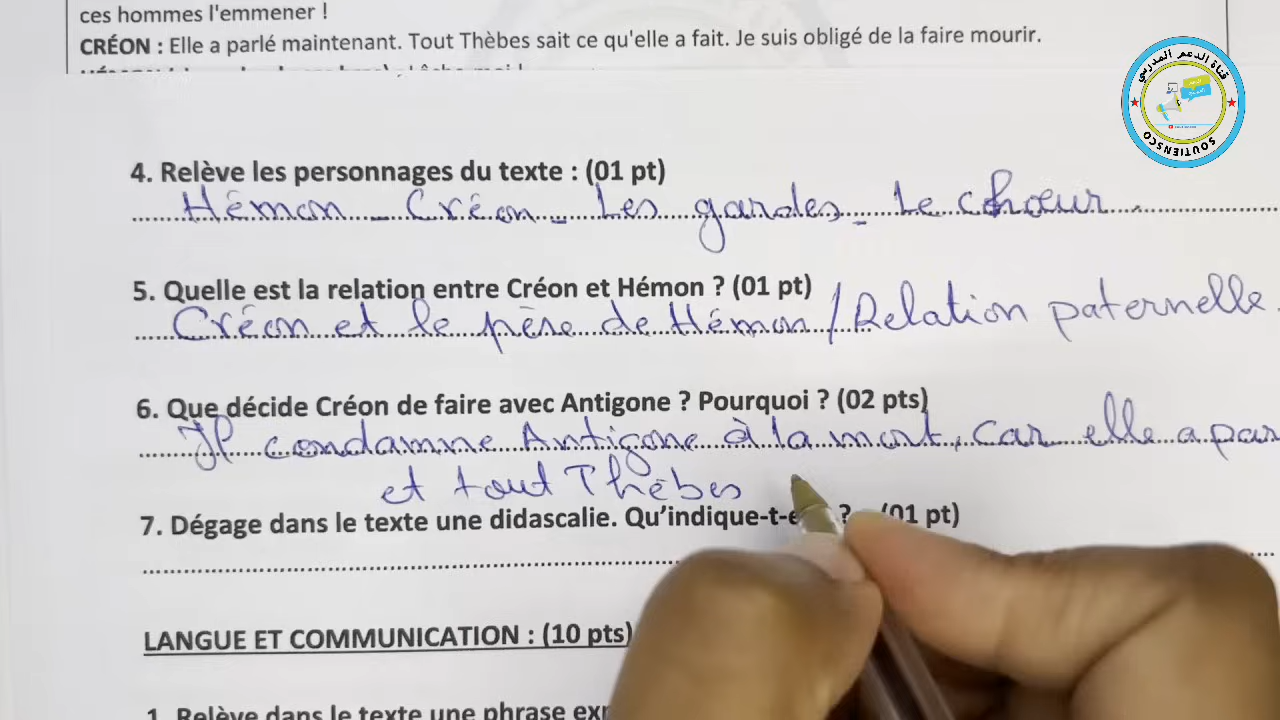 ces hommes l'emmener !
CRÉON : Elle a parlé maintenant. Tout Thèbes sait ce qu'elle a fait. Je suis obligé de la faire mourir.
قناة الدعم المدرسي
SOUTIENSCO
4. Relève les personnages du texte : (01 pt)
Hémon - Créon - Les gardes - Le chœur.
5. Quelle est la relation entre Créon et Hémon ? (01 pt)
Créon et le père de Hémon / Relation paternelle.
6. Que décide Créon de faire avec Antigone ? Pourquoi ? (02 pts)
Il condamne Antigone à la mort, car elle a par
et tout Thèbes
7. Dégage dans le texte une didascalie. Qu'indique-t-e ? (01 pt)
LANGUE ET COMMUNICATION : (10 pts)
1. Relève dans le texte une phrase exp